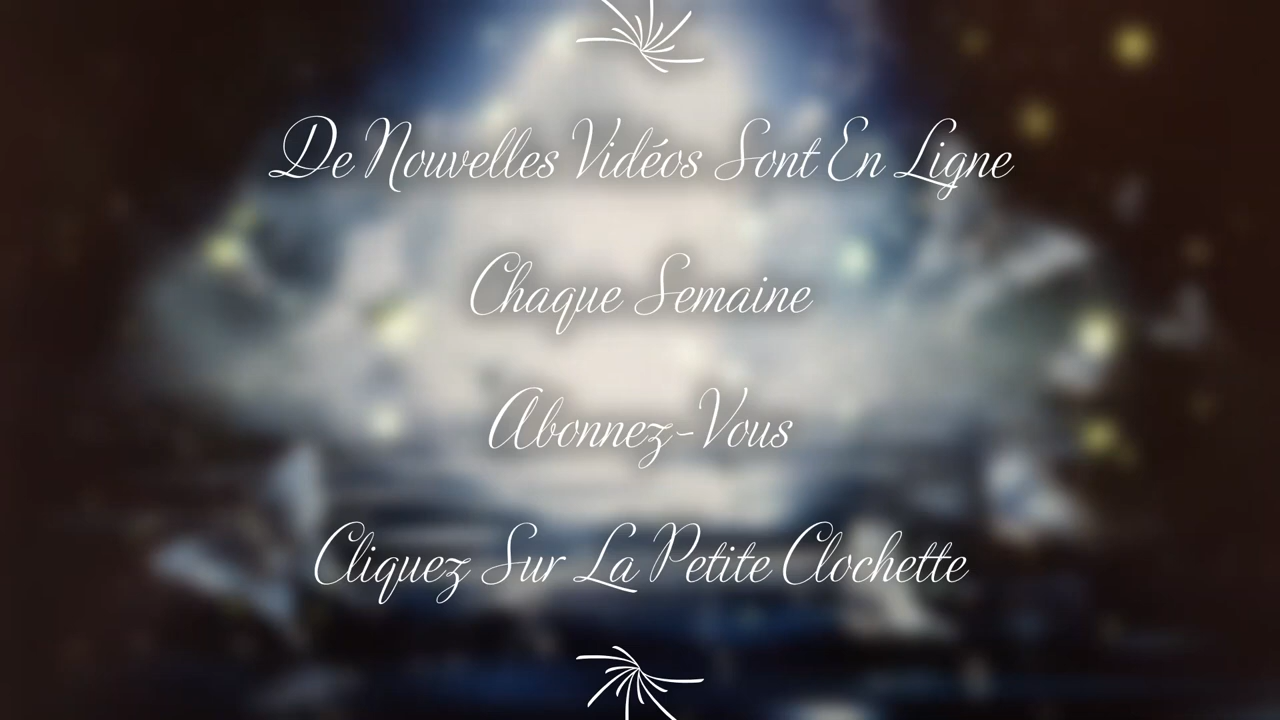 De Nouvelles Vidéos Sont En Ligne
Chaque Semaine
Abonnez-Vous
Cliquez Sur La Petite Clochette